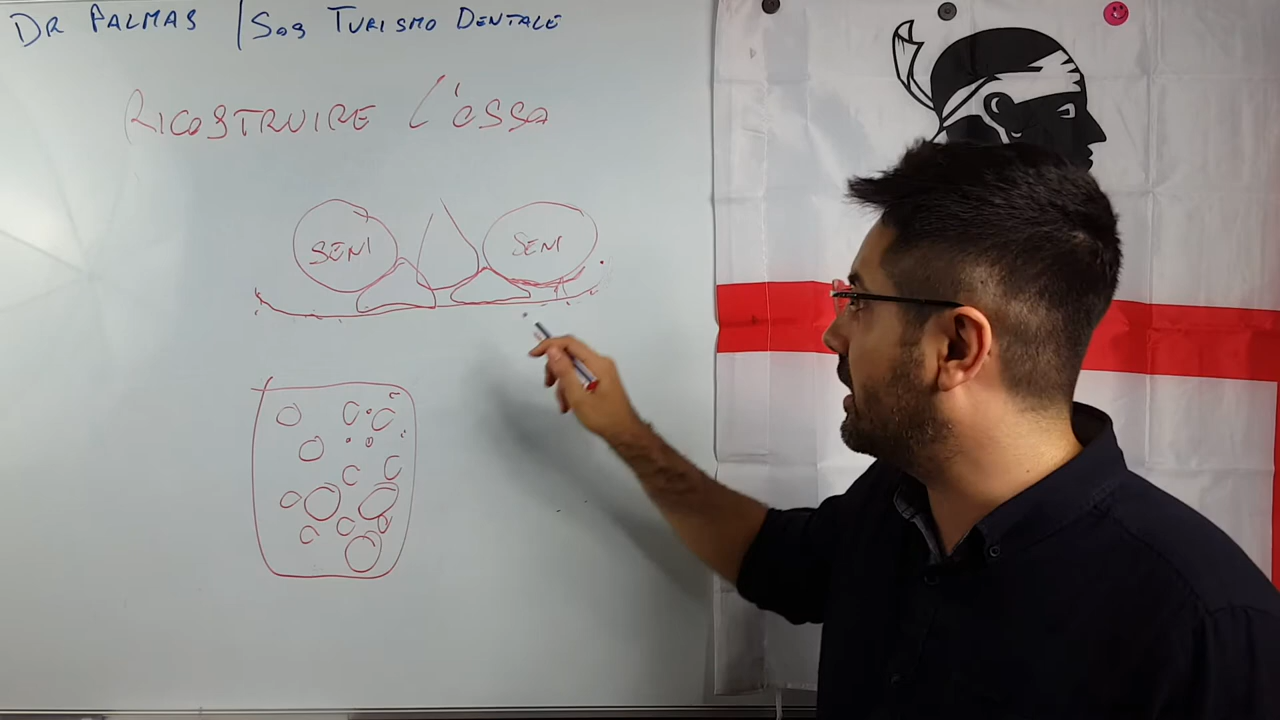 DR PALMAS | SOS TURISMO DENTALE
RICOSTRUIRE L'OSSO
SENI SENI